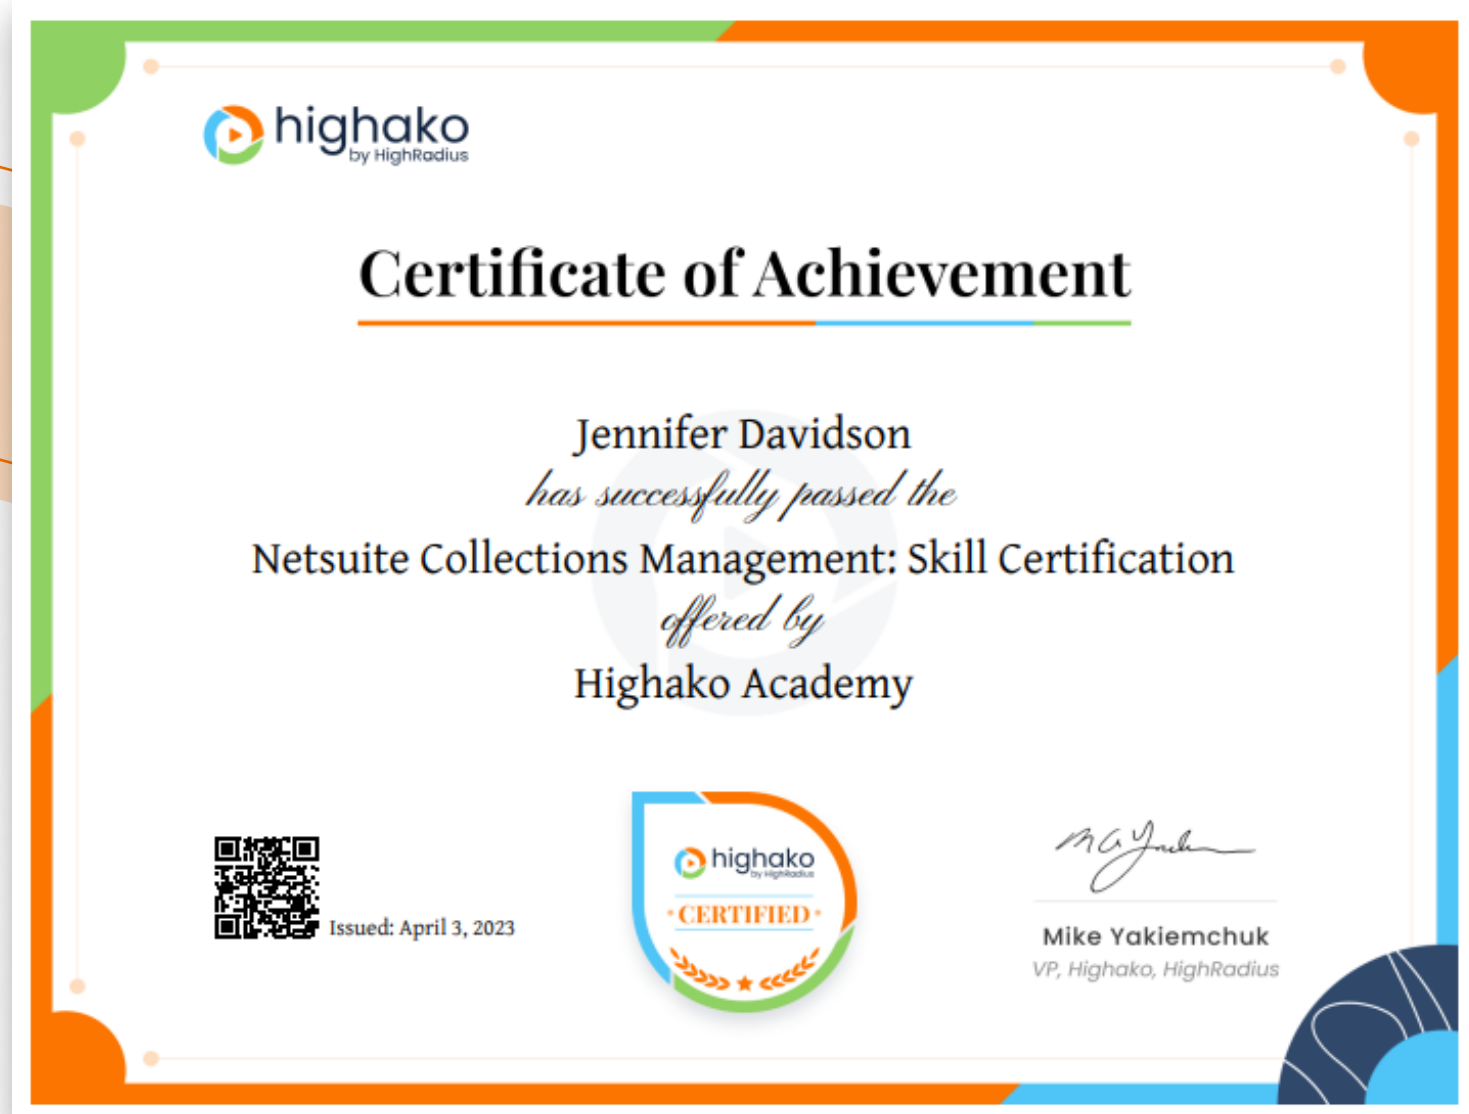 highako
by HighRadius
Certificate of Achievement
Jennifer Davidson
has successfully passed the
Netsuite Collections Management: Skill Certification
offered by
Highako Academy
Issued: April 3, 2023
highako
by HighRadius
CERTIFIED
Mike Yakiemchuk
VP, Highako, HighRadius